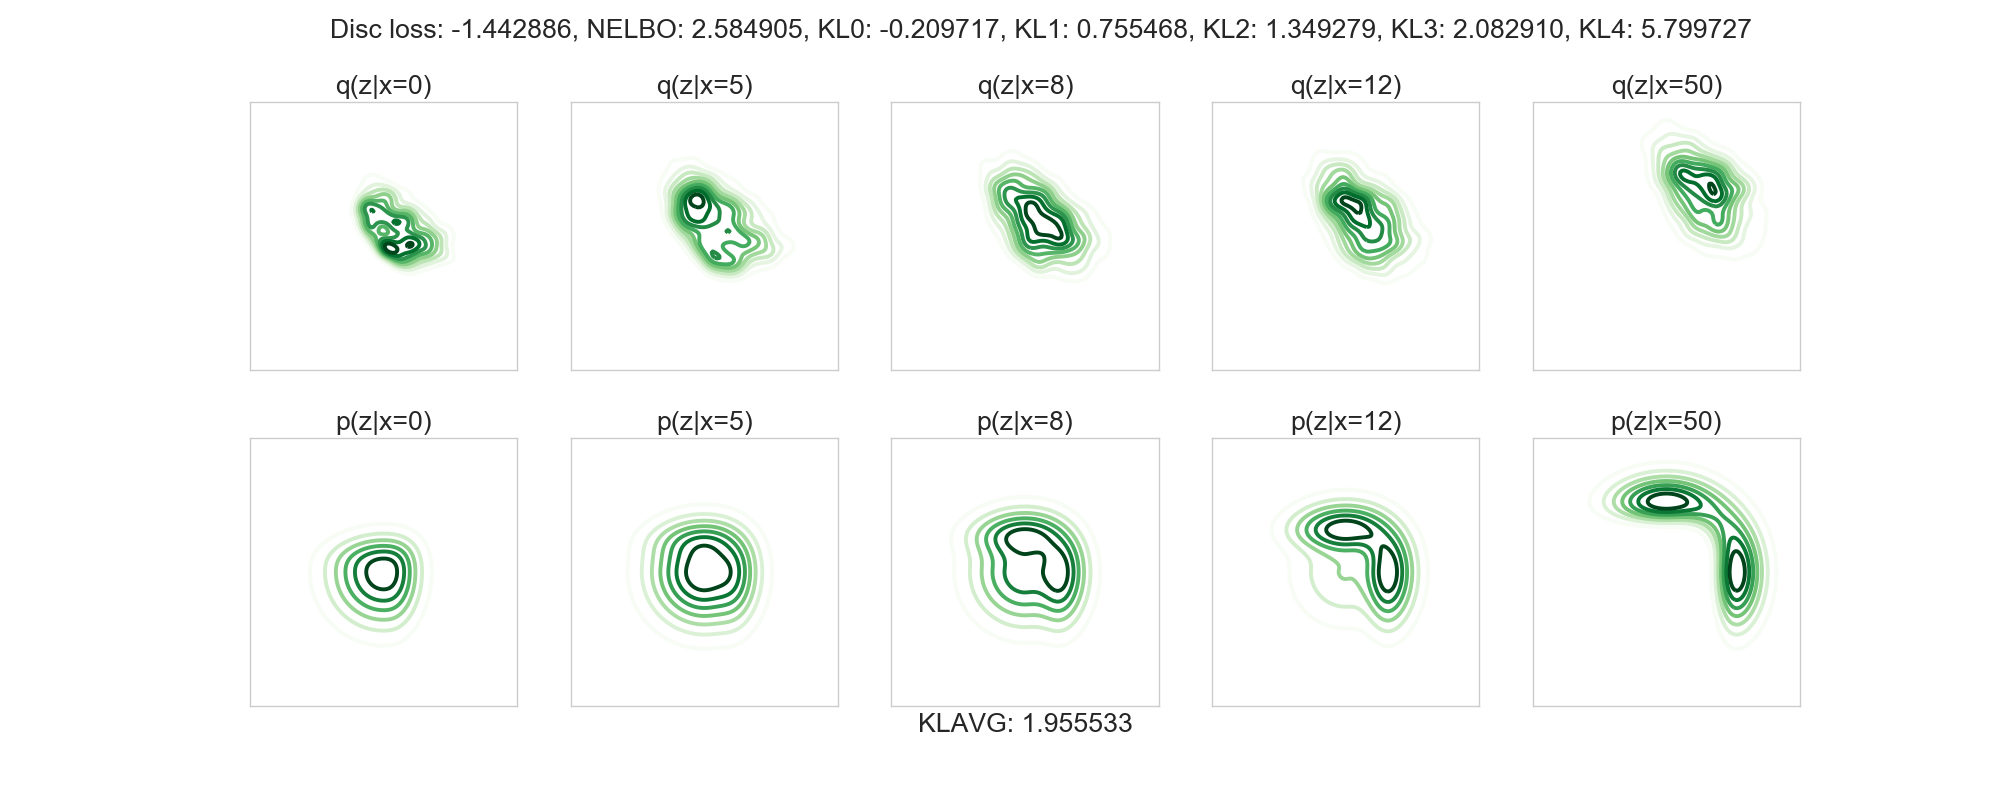 Disc loss: -1.442886, NELBO: 2.584905, KL0: -0.209717, KL1: 0.755468, KL2: 1.349279, KL3: 2.082910, KL4: 5.799727
q(z|x=0) q(z|x=5) q(z|x=8) q(z|x=12) q(z|x=50)
p(z|x=0) p(z|x=5) p(z|x=8) p(z|x=12) p(z|x=50)
KLAVG: 1.955533